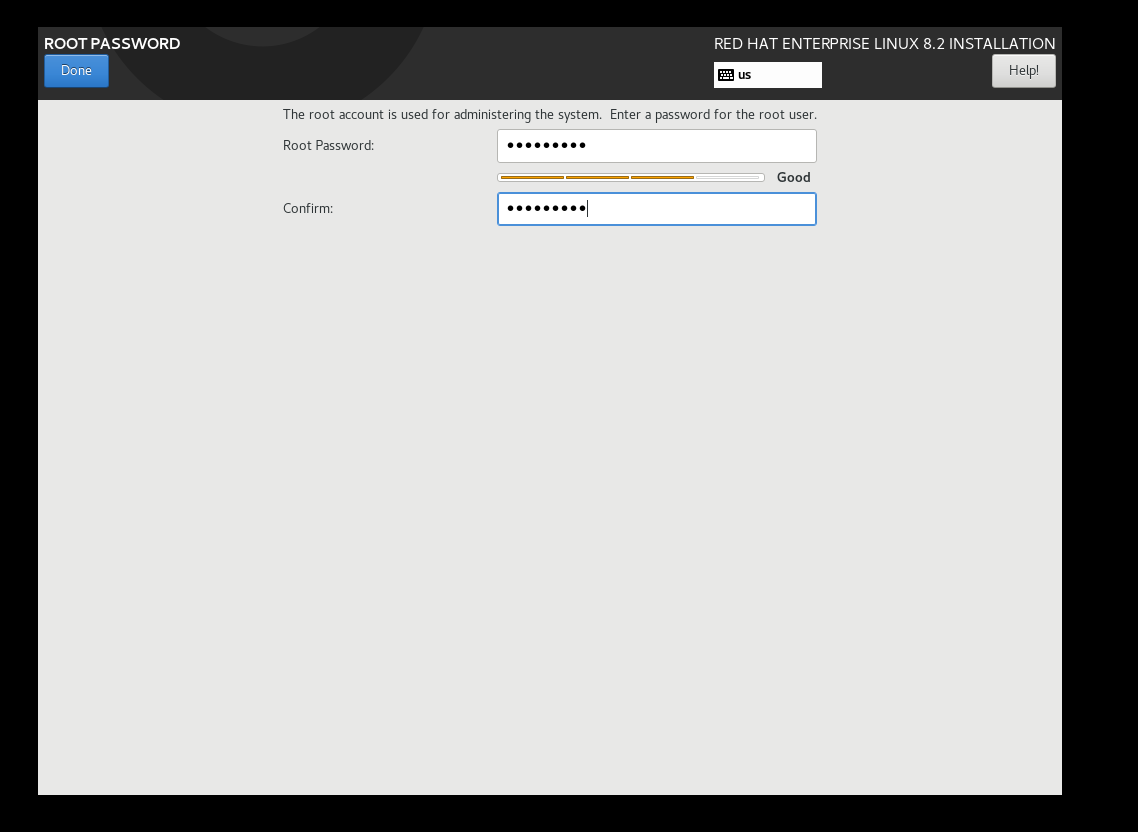 ROOT PASSWORD
RED HAT ENTERPRISE LINUX 8.2 INSTALLATION
Done
us
Help!
The root account is used for administering the system.  Enter a password for the root user.
Root Password:
●●●●●●●●●
Good
Confirm:
●●●●●●●●●